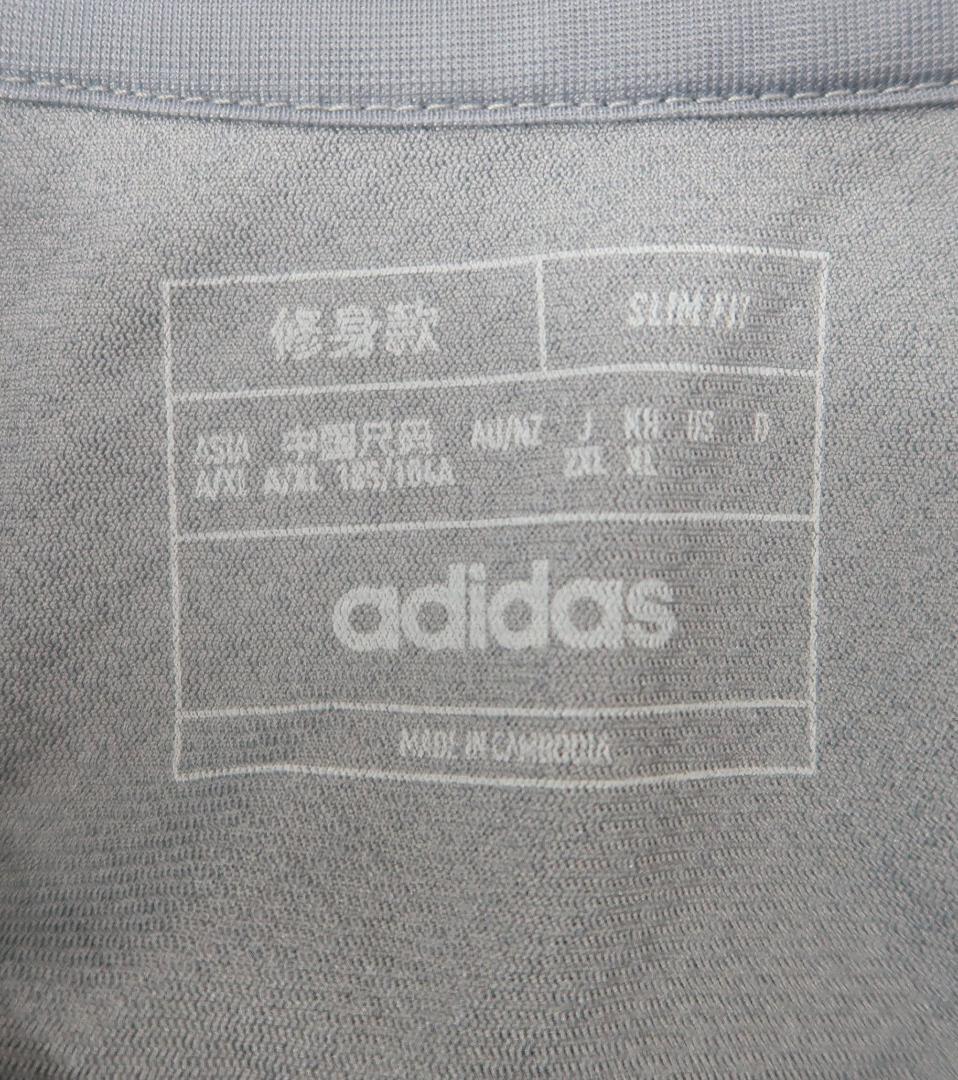 修身款 SLIM FIT
ASIA 中国尺码 AU/NZ J KR US D
A/XL A/XL 185/104A 2XL XL
adidas
MADE IN CAMBODIA